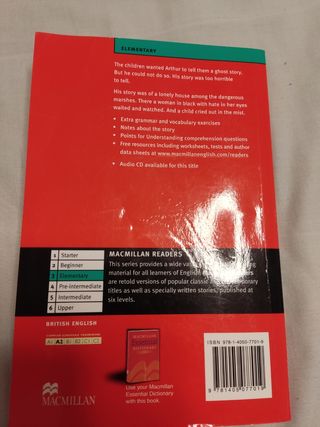 ELEMENTARY
The children wanted Arthur to tell them a ghost story.
But he could not do so. His story was too horrible
to tell.
His story was of a lonely house among the dangerous
marshes. There a woman in black with hate in her eyes
waited and watched. And a child cried out in the mist.
• Extra grammar and vocabulary exercises
• Notes about the story
• Points for Understanding comprehension questions
• Free resources including worksheets, tests and author
data sheets at www.macmillanenglish.com/readers
• Audio CD available for this title
1 Starter
2 Beginner
3 Elementary
4 Pre-intermediate
5 Intermediate
6 Upper
MACMILLAN READERS
This series provides a wide
material for all learners of English
are retold versions of popular classic
titles as well as specially written stories, published at
six levels.
BRITISH ENGLISH
A1 A2 B1 B2 C1 C2
MACMILLAN
Use your Macmillan
Essential Dictionary
with this book.
ISBN 978-1-4050-7701-9
9 781405 077019